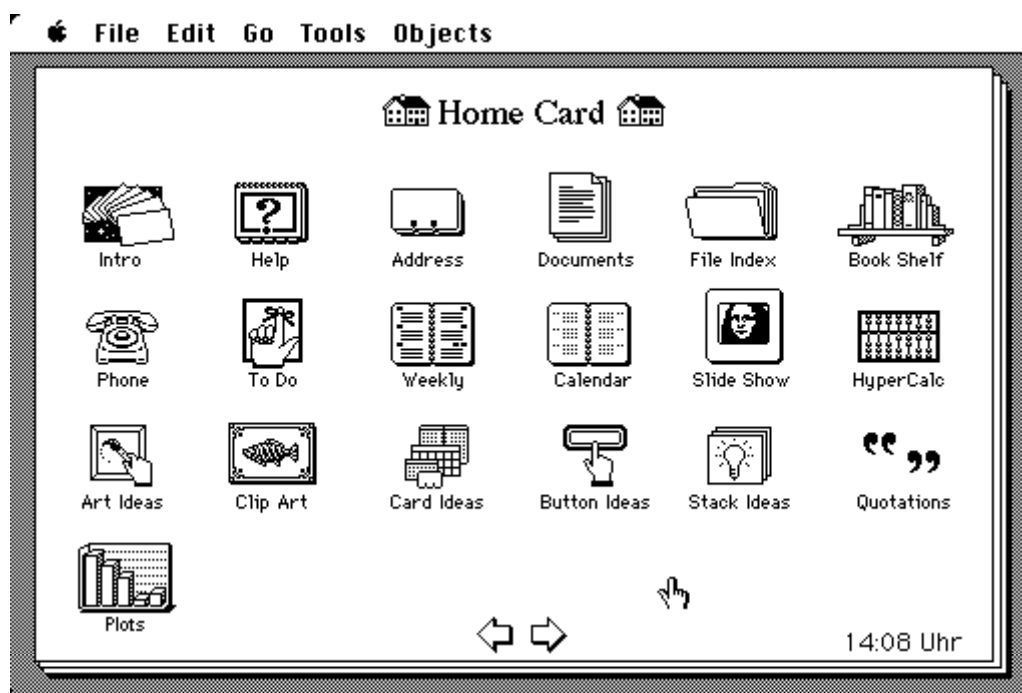 File Edit Go Tools Objects
Home Card
Intro Help Address Documents File Index Book Shelf
Phone To Do Weekly Calendar Slide Show HyperCalc
Art Ideas Clip Art Card Ideas Button Ideas Stack Ideas Quotations
Plots
14:08 Uhr